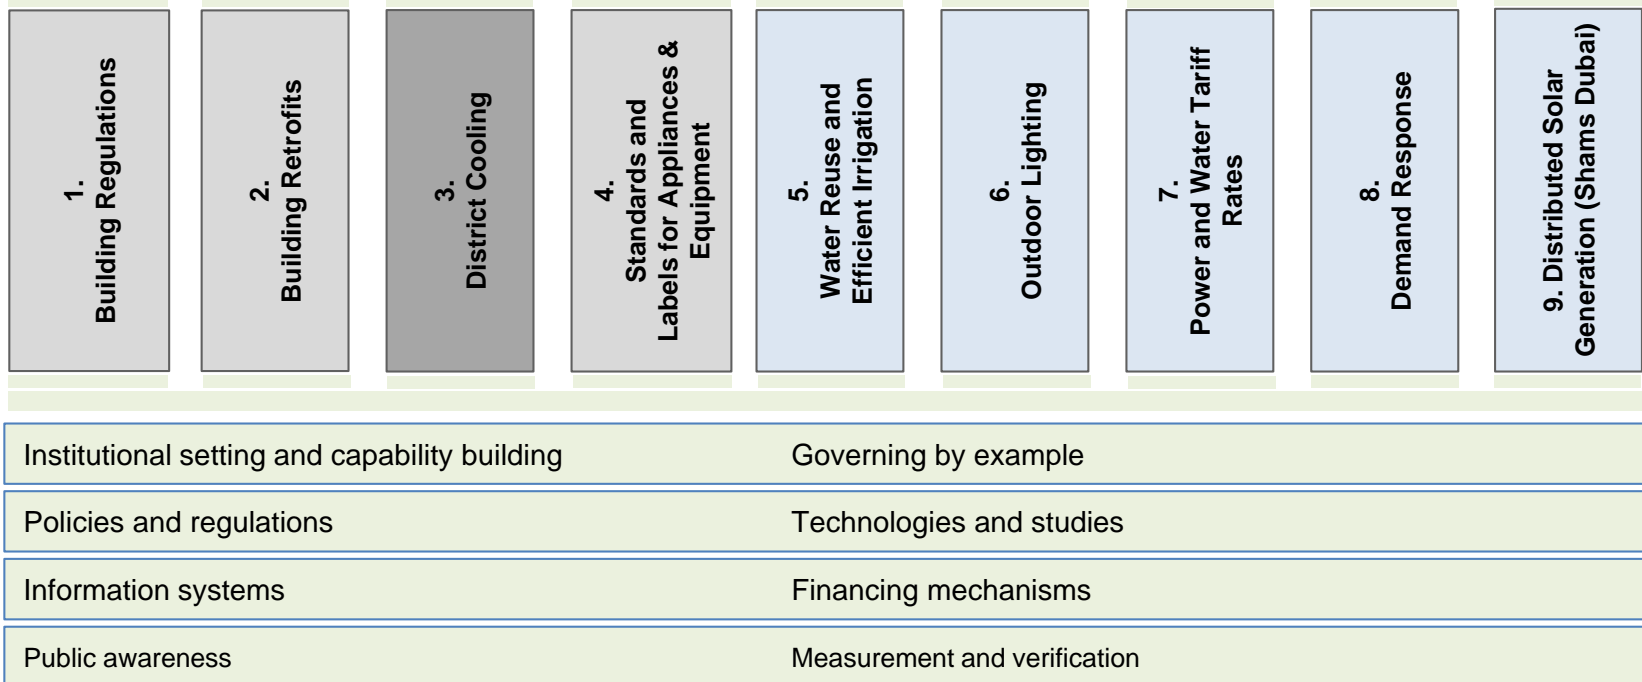 1.
Building Regulations
2.
Building Retrofits
3.
District Cooling
4.
Standards and
Labels for Appliances &
Equipment
5.
Water Reuse and
Efficient Irrigation
6.
Outdoor Lighting
7.
Power and Water Tariff
Rates
8.
Demand Response
9. Distributed Solar
Generation (Shams Dubai)
Institutional setting and capability building
Governing by example
Policies and regulations
Technologies and studies
Information systems
Financing mechanisms
Public awareness
Measurement and verification